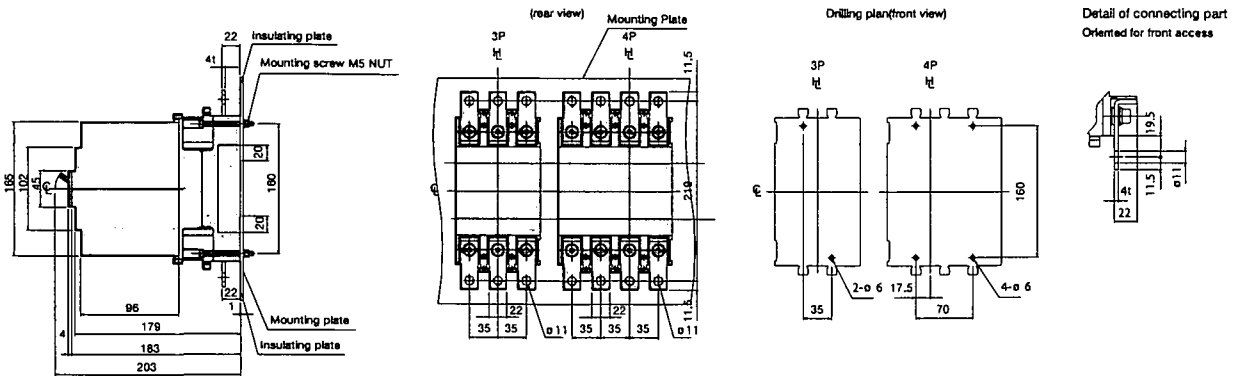 (rear view)
Mounting Plate
Drilling plan(front view)
Detail of connecting part
Oriented for front access
22
Insulating plate
4t
Mounting screw M5 NUT
3P
4P
11.5
3P
4P
165
102
45
20
20
160
22
1
96
Mounting plate
179
4
183
Insulating plate
203
219
22
22
35
35
ø11
35
35
35
11.5
ø11
160
2-ø 6
17.5
4-ø 6
35
70
19.5
11.5
ø11
4t
22